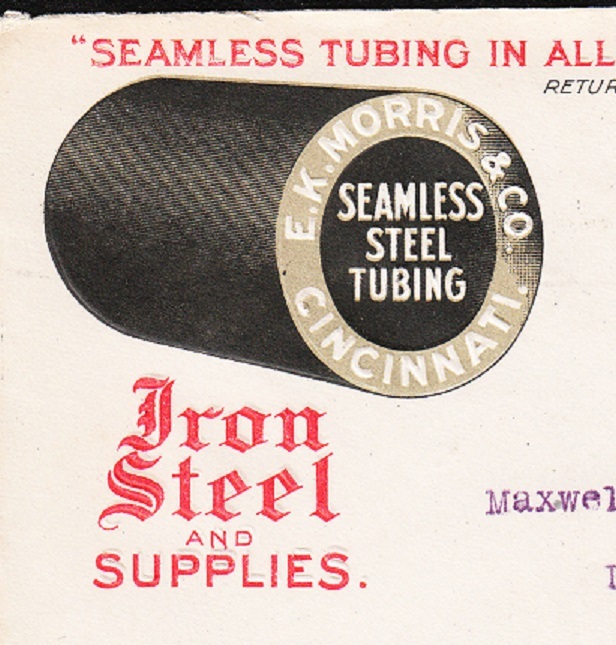 "SEAMLESS TUBING IN ALL
RETUR
E.K. MORRIS & CO.
SEAMLESS
STEEL
TUBING
CINCINNATI.
Iron
Steel
AND
SUPPLIES.
Maxwel